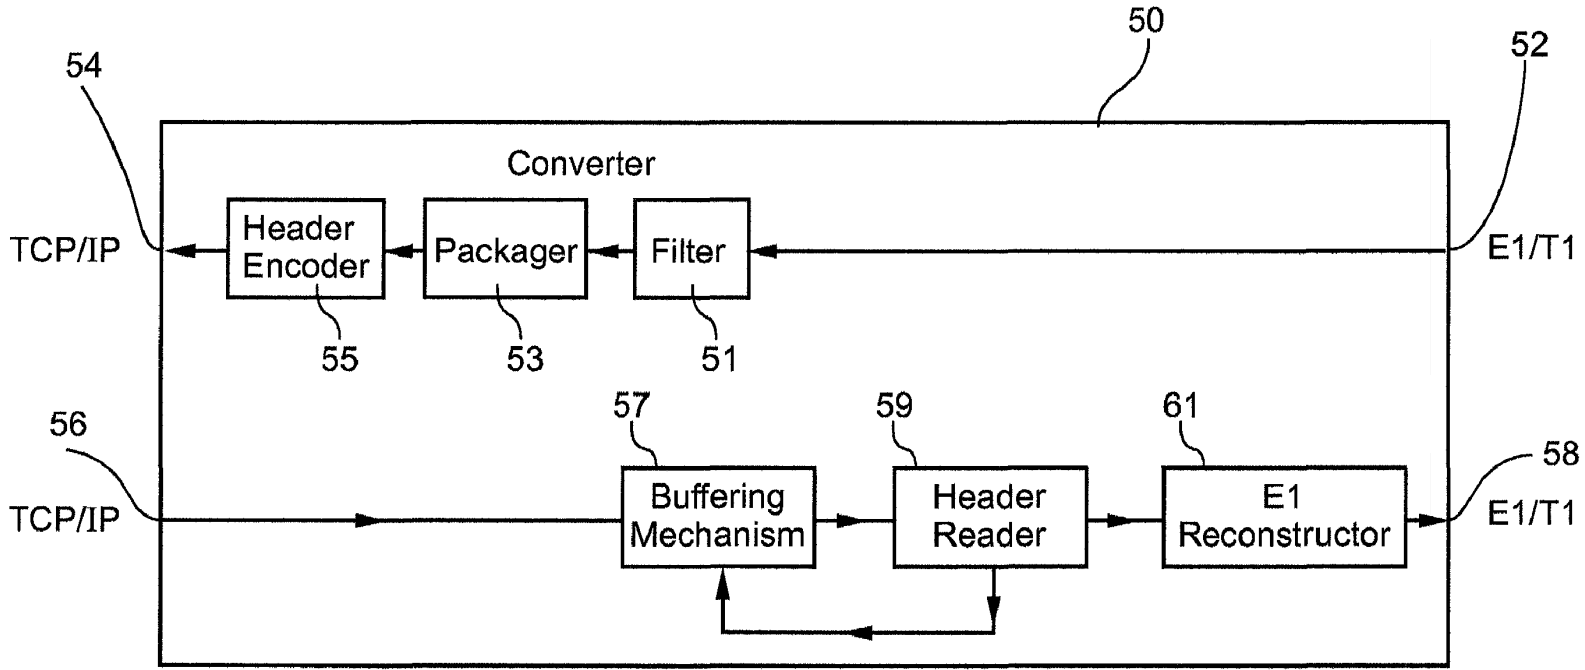 50
52
54
Converter
TCP/IP
Header
Encoder
Packager
Filter
E1/T1
55
53
51
57
59
61
56
58
TCP/IP
Buffering
Mechanism
Header
Reader
E1
Reconstructor
E1/T1